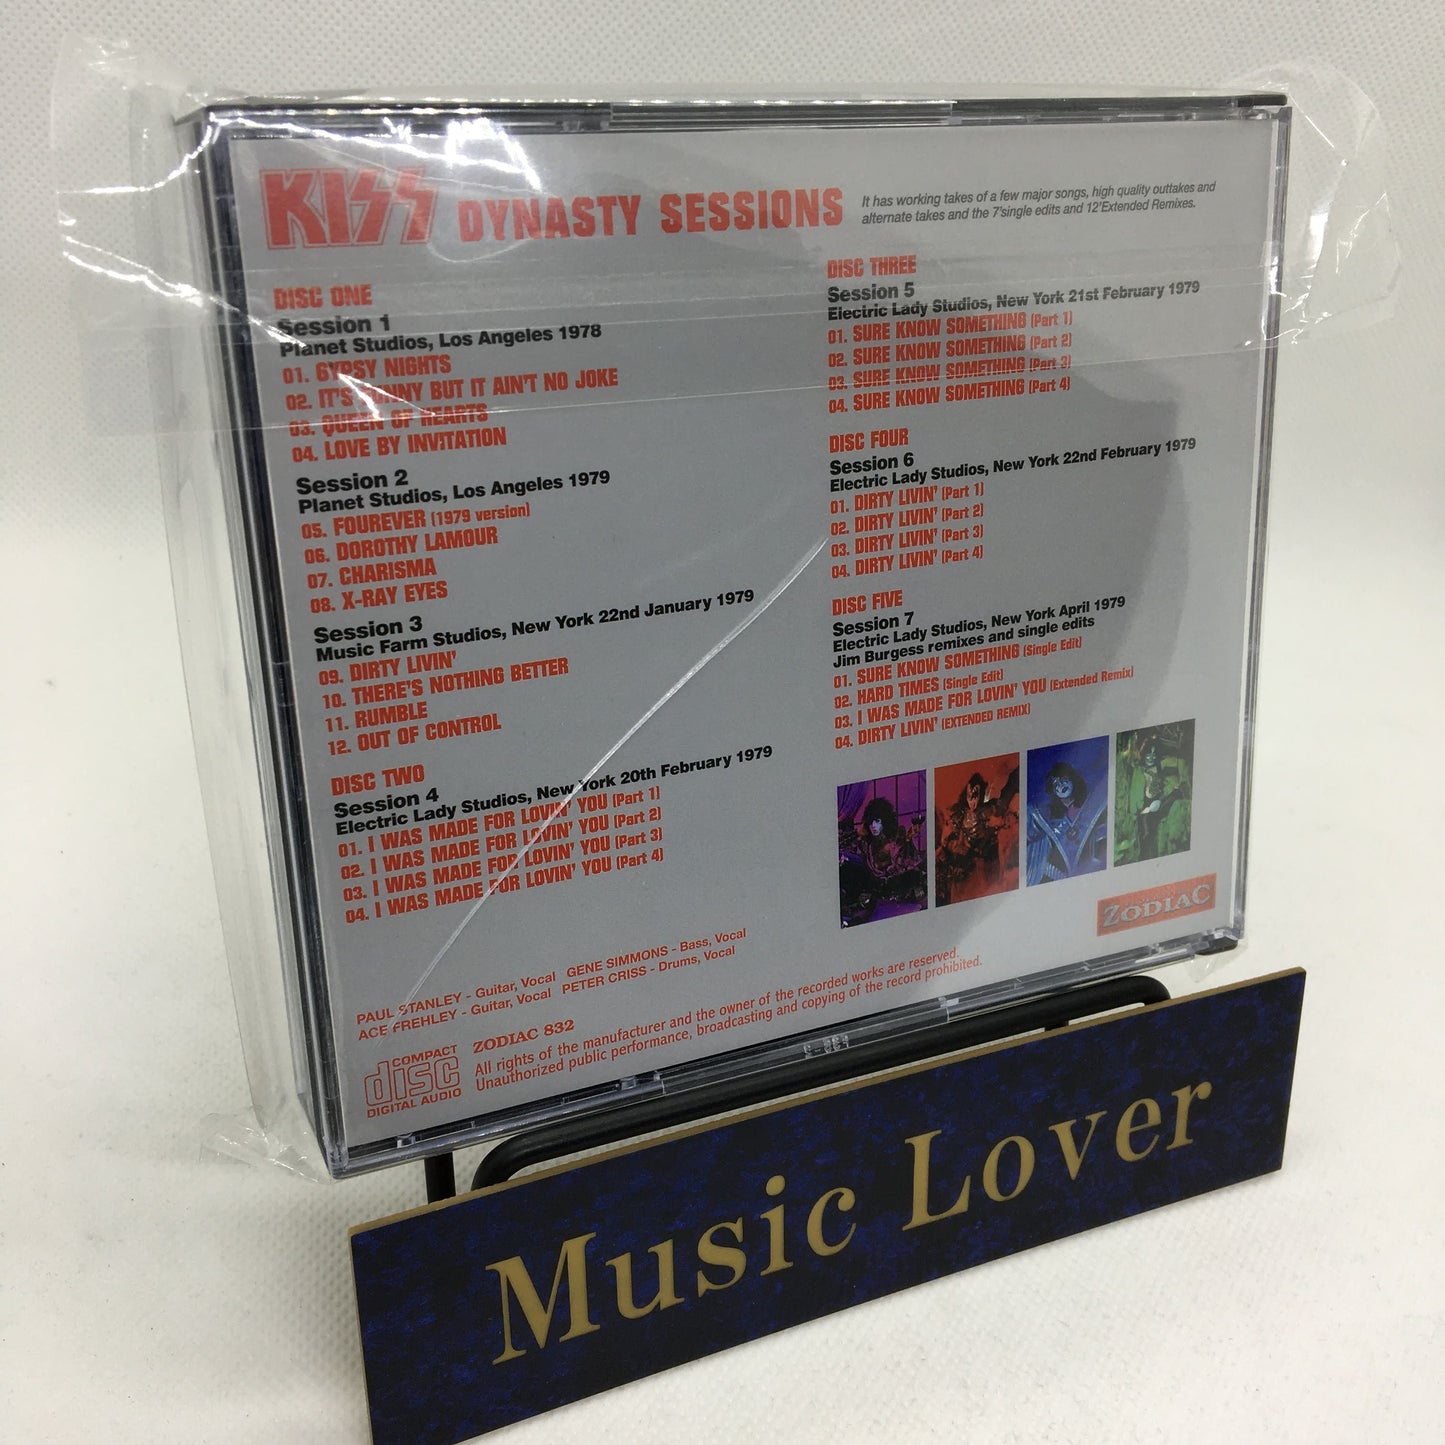 KISS DYNASTY SESSIONS
It has working takes of a few major songs, high quality outtakes and
alternate takes and the 7'single edits and 12'Extended Remixes.
DISC ONE
Session 1
Planet Studios, Los Angeles 1978
01. GYPSY NIGHTS
02. IT'S FUNNY BUT IT AIN'T NO JOKE
03. QUEEN OF HEARTS
04. LOVE BY INVITATION
Session 2
Planet Studios, Los Angeles 1979
05. FOUREVER (1979 version)
06. DOROTHY LAMOUR
07. CHARISMA
08. X-RAY EYES
Session 3
Music Farm Studios, New York 22nd January 1979
09. DIRTY LIVIN'
10. THERE'S NOTHING BETTER
11. RUMBLE
12. OUT OF CONTROL
DISC TWO
Session 4
Electric Lady Studios, New York 20th February 1979
01. I WAS MADE FOR LOVIN' YOU (Part 1)
02. I WAS MADE FOR LOVIN' YOU (Part 2)
03. I WAS MADE FOR LOVIN' YOU (Part 3)
04. I WAS MADE FOR LOVIN' YOU (Part 4)
DISC THREE
Session 5
Electric Lady Studios, New York 21st February 1979
01. SURE KNOW SOMETHING (Part 1)
02. SURE KNOW SOMETHING (Part 2)
03. SURE KNOW SOMETHING (Part 3)
04. SURE KNOW SOMETHING (Part 4)
DISC FOUR
Session 6
Electric Lady Studios, New York 22nd February 1979
01. DIRTY LIVIN' (Part 1)
02. DIRTY LIVIN' (Part 2)
03. DIRTY LIVIN' (Part 3)
04. DIRTY LIVIN' (Part 4)
DISC FIVE
Session 7
Electric Lady Studios, New York April 1979
Jim Burgess remixes and single edits
01. SURE KNOW SOMETHING (Single Edit)
02. HARD TIMES (Single Edit)
03. I WAS MADE FOR LOVIN' YOU (Extended Remix)
04. DIRTY LIVIN' (EXTENDED REMIX)
ZODIAC
PAUL STANLEY - Guitar, Vocal GENE SIMMONS - Bass, Vocal
ACE FREHLEY - Guitar, Vocal PETER CRISS - Drums, Vocal
COMPACT
disc
DIGITAL AUDIO
ZODIAC 832
All rights of the manufacturer and the owner of the recorded works are reserved.
Unauthorized public performance, broadcasting and copying of the record prohibited.
Music Lover